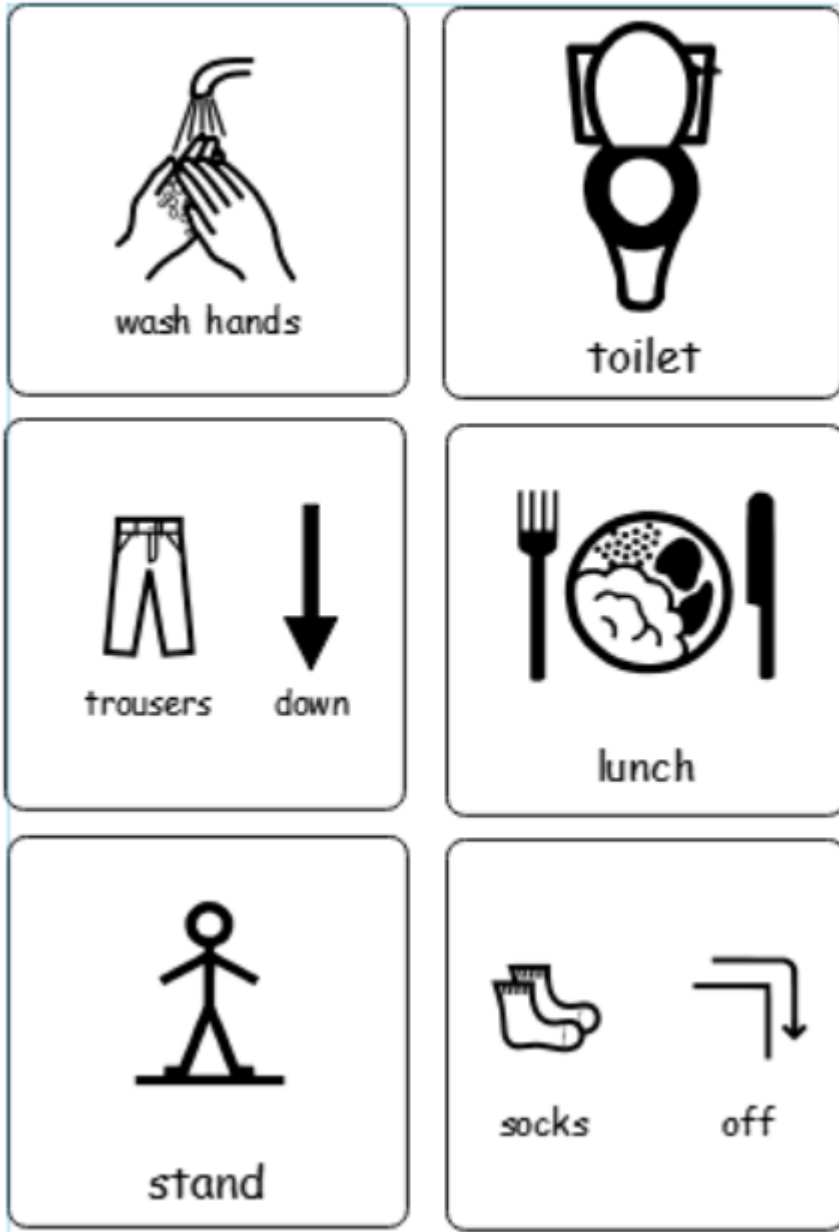 wash hands
toilet
trousers down
lunch
stand
socks off